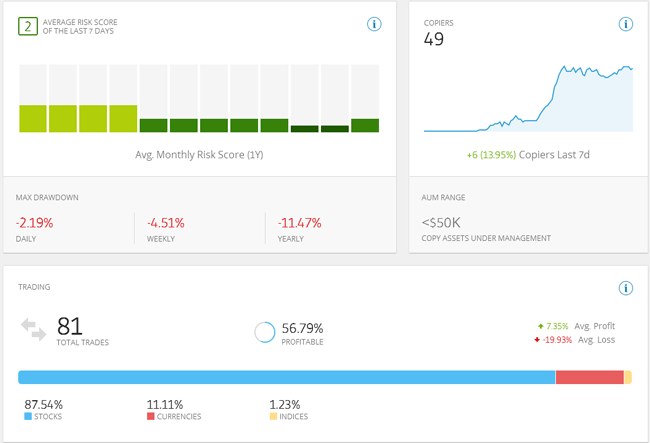 2
AVERAGE RISK SCORE
OF THE LAST 7 DAYS
i
Avg. Monthly Risk Score (1Y)
MAX DRAWDOWN
-2.19%
DAILY
-4.51%
WEEKLY
-11.47%
YEARLY
COPIERS
i
49
+6 (13.95%) Copiers Last 7d
AUM RANGE
<$50K
COPY ASSETS UNDER MANAGEMENT
TRADING
i
81
TOTAL TRADES
56.79%
PROFITABLE
7.35% Avg. Profit
-19.93% Avg. Loss
87.54%
STOCKS
11.11%
CURRENCIES
1.23%
INDICES